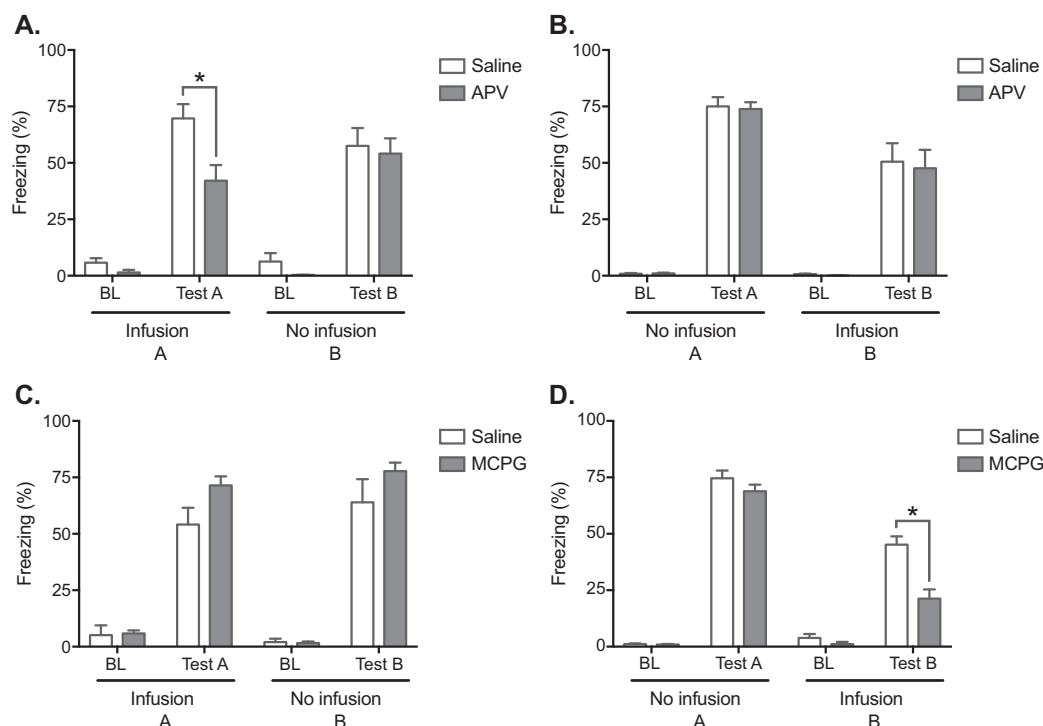 A.
100
75
50
25
0
Freezing (%)
*
Saline
APV
BL
Test A
BL
Test B
Infusion
No infusion
A
B
B.
100
75
50
25
0
Freezing (%)
Saline
APV
BL
Test A
BL
Test B
No infusion
Infusion
A
B
C.
100
75
50
25
0
Freezing (%)
Saline
MCPG
BL
Test A
BL
Test B
Infusion
No infusion
A
B
D.
100
75
50
25
0
Freezing (%)
*
Saline
MCPG
BL
Test A
BL
Test B
No infusion
Infusion
A
B